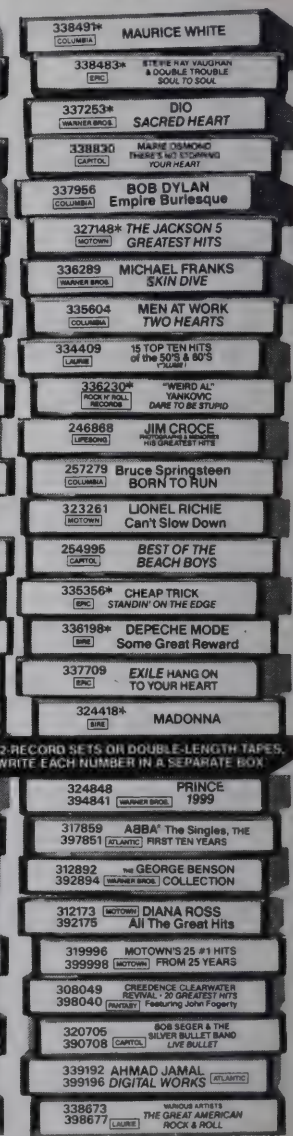 338491* MAURICE WHITE
COLUMBIA
338483* STEVIE RAY VAUGHAN
& DOUBLE TROUBLE
EPIC SOUL TO SOUL
337253* DIO
WARNER BROS. SACRED HEART
338830 MARIE OSMOND
CAPITOL THERE'S NO STOPPING
YOUR HEART
337956 BOB DYLAN
COLUMBIA Empire Burlesque
327148* THE JACKSON 5
MOTOWN GREATEST HITS
336289 MICHAEL FRANKS
WARNER BROS. SKIN DIVE
335604 MEN AT WORK
COLUMBIA TWO HEARTS
334409 15 TOP TEN HITS
of the 50'S & 60'S
LAURIE VOLUME I
336230* "WEIRD AL"
ROCK N' ROLL RECORDS YANKOVIC
DARE TO BE STUPID
246868 JIM CROCE
LIFESONG PHOTOGRAPHS & MEMORIES
HIS GREATEST HITS
257279 Bruce Springsteen
COLUMBIA BORN TO RUN
323261 LIONEL RICHIE
MOTOWN Can't Slow Down
254995 BEST OF THE
CAPITOL BEACH BOYS
335356* CHEAP TRICK
EPIC STANDIN' ON THE EDGE
336198* DEPECHE MODE
SIRE Some Great Reward
337709 EXILE HANG ON
EPIC TO YOUR HEART
324418* MADONNA
SIRE
2-RECORD SETS OR DOUBLE-LENGTH TAPES,
WRITE EACH NUMBER IN A SEPARATE BOX
324848 PRINCE
394841 WARNER BROS. 1999
317859 ABBA* The Singles, THE
397851 ATLANTIC FIRST TEN YEARS
312892 THE GEORGE BENSON
392894 WARNER BROS. COLLECTION
312173 MOTOWN DIANA ROSS
392175 All The Great Hits
319996 MOTOWN'S 25 #1 HITS
399998 MOTOWN FROM 25 YEARS
308049 CREEDENCE CLEARWATER
REVIVAL • 20 GREATEST HITS
398040 FANTASY Featuring John Fogerty
320705 BOB SEGER & THE
SILVER BULLET BAND
390708 CAPITOL LIVE BULLET
339192 AHMAD JAMAL
399196 DIGITAL WORKS ATLANTIC
338673 VARIOUS ARTISTS
THE GREAT AMERICAN
398677 LAURIE ROCK & ROLL